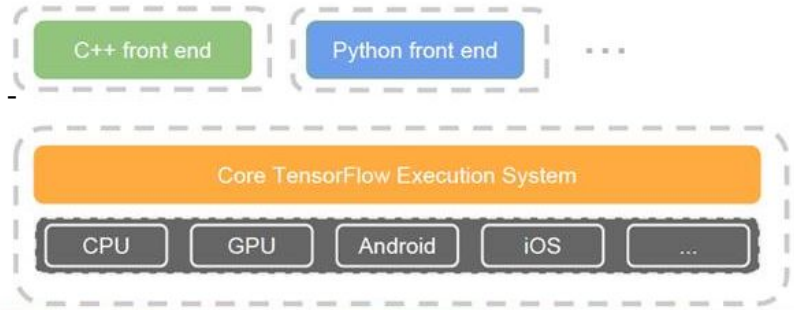 C++ front end Python front end ...
-
Core TensorFlow Execution System
CPU GPU Android iOS ...